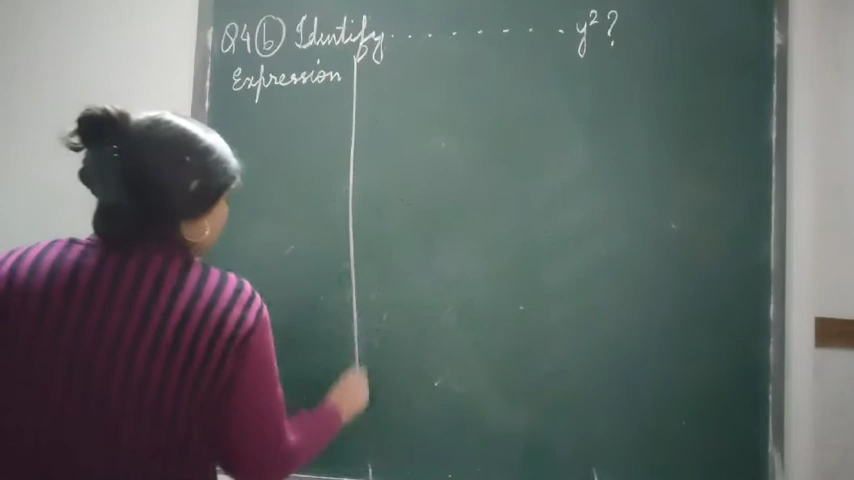 Q4 (b) Identify . . . . . . . . y² ?
Expression